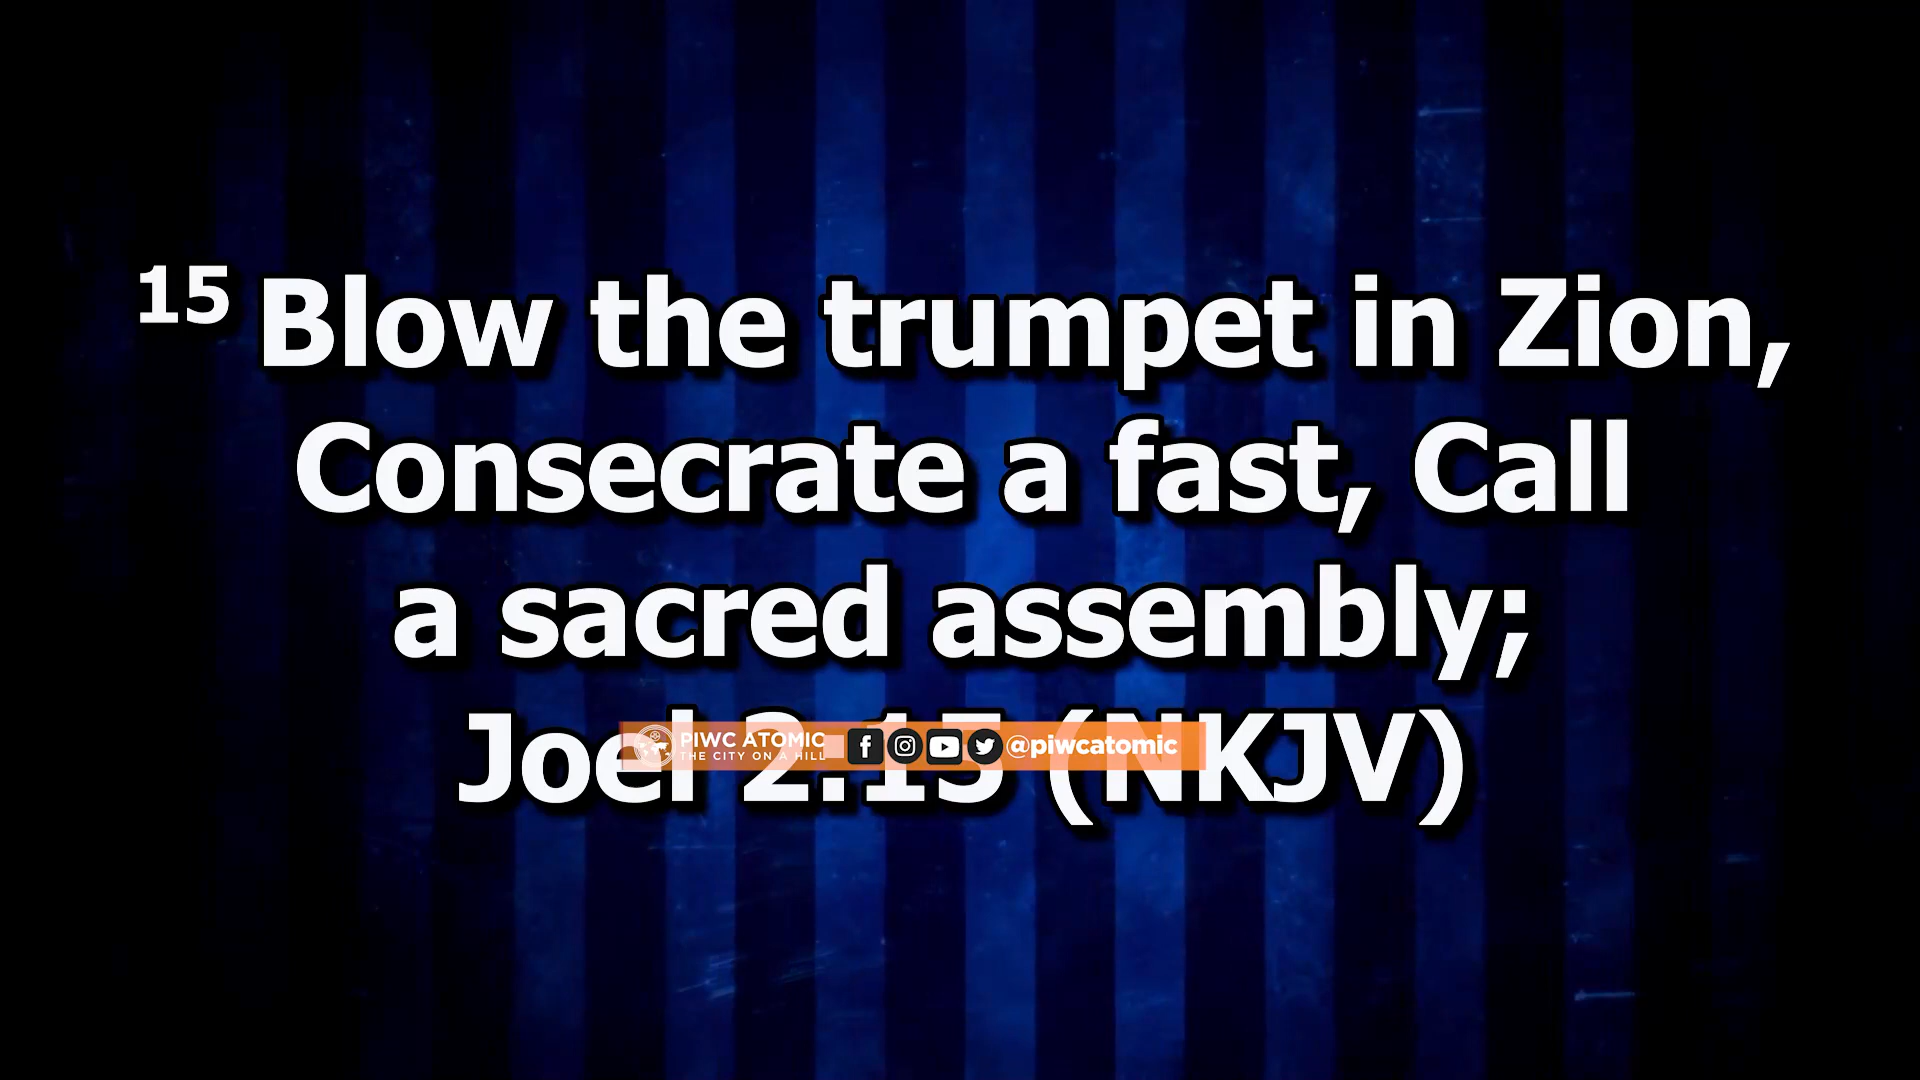 15 Blow the trumpet in Zion,
Consecrate a fast, Call
a sacred assembly;
Joel 2:15 (NKJV)
PIWC ATOMIC
THE CITY ON A HILL
@piwcatomic